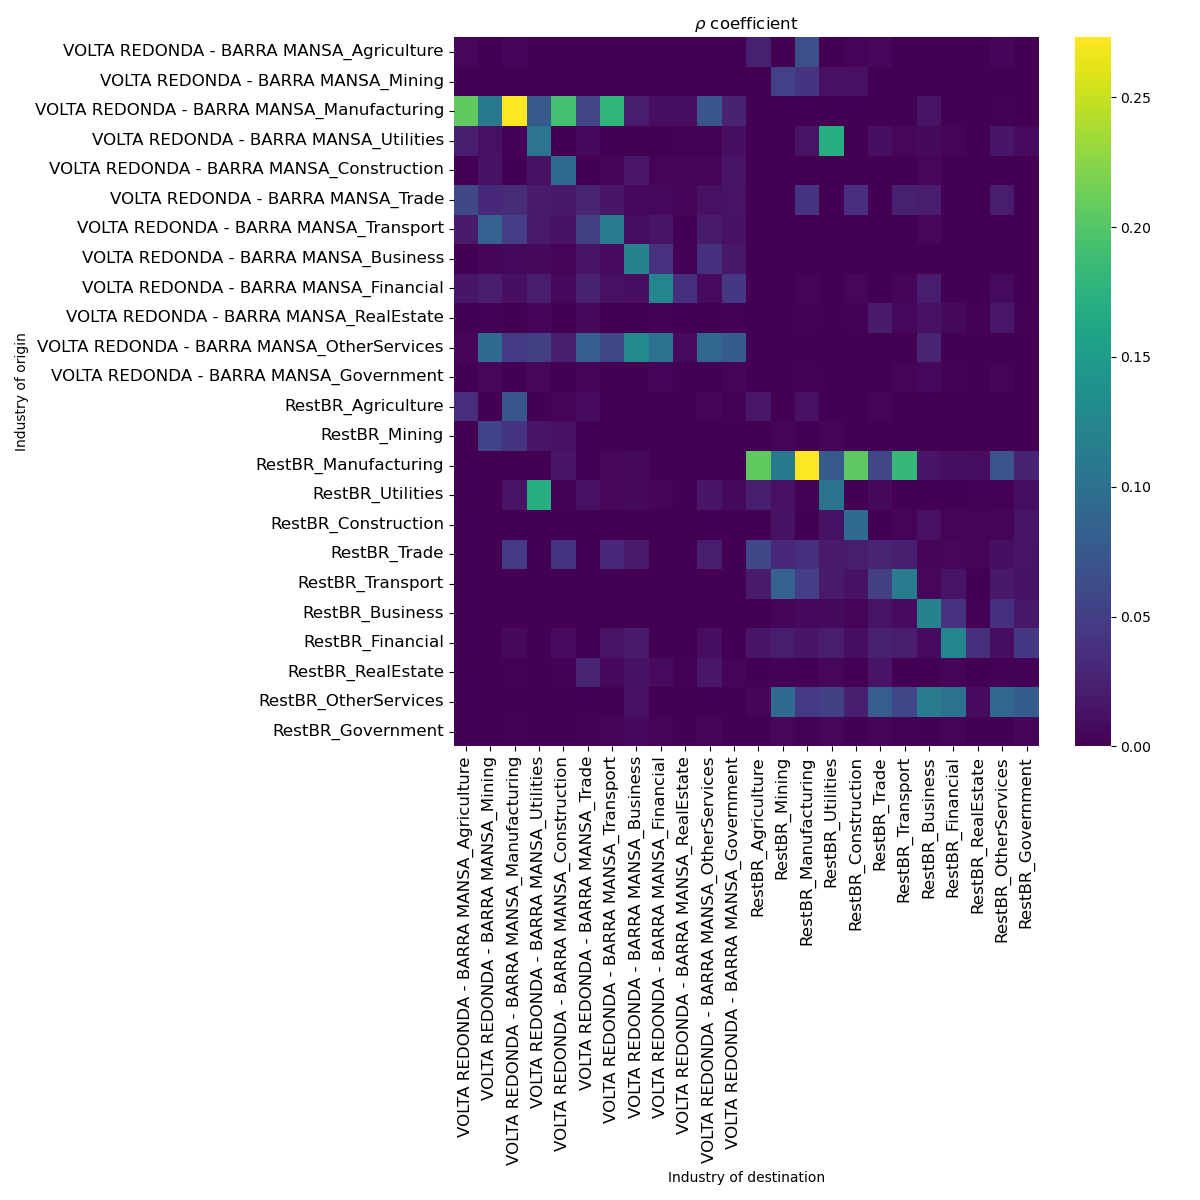 ρ coefficient
VOLTA REDONDA - BARRA MANSA_Agriculture
VOLTA REDONDA - BARRA MANSA_Mining
VOLTA REDONDA - BARRA MANSA_Manufacturing
VOLTA REDONDA - BARRA MANSA_Utilities
VOLTA REDONDA - BARRA MANSA_Construction
VOLTA REDONDA - BARRA MANSA_Trade
VOLTA REDONDA - BARRA MANSA_Transport
VOLTA REDONDA - BARRA MANSA_Business
VOLTA REDONDA - BARRA MANSA_Financial
VOLTA REDONDA - BARRA MANSA_RealEstate
VOLTA REDONDA - BARRA MANSA_OtherServices
VOLTA REDONDA - BARRA MANSA_Government
RestBR_Agriculture
RestBR_Mining
RestBR_Manufacturing
RestBR_Utilities
RestBR_Construction
RestBR_Trade
RestBR_Transport
RestBR_Business
RestBR_Financial
RestBR_RealEstate
RestBR_OtherServices
RestBR_Government
Industry of origin
VOLTA REDONDA - BARRA MANSA_Agriculture
VOLTA REDONDA - BARRA MANSA_Mining
VOLTA REDONDA - BARRA MANSA_Manufacturing
VOLTA REDONDA - BARRA MANSA_Utilities
VOLTA REDONDA - BARRA MANSA_Construction
VOLTA REDONDA - BARRA MANSA_Trade
VOLTA REDONDA - BARRA MANSA_Transport
VOLTA REDONDA - BARRA MANSA_Business
VOLTA REDONDA - BARRA MANSA_Financial
VOLTA REDONDA - BARRA MANSA_RealEstate
VOLTA REDONDA - BARRA MANSA_OtherServices
VOLTA REDONDA - BARRA MANSA_Government
RestBR_Agriculture
RestBR_Mining
RestBR_Manufacturing
RestBR_Utilities
RestBR_Construction
RestBR_Trade
RestBR_Transport
RestBR_Business
RestBR_Financial
RestBR_RealEstate
RestBR_OtherServices
RestBR_Government
Industry of destination
0.25
0.20
0.15
0.10
0.05
0.00